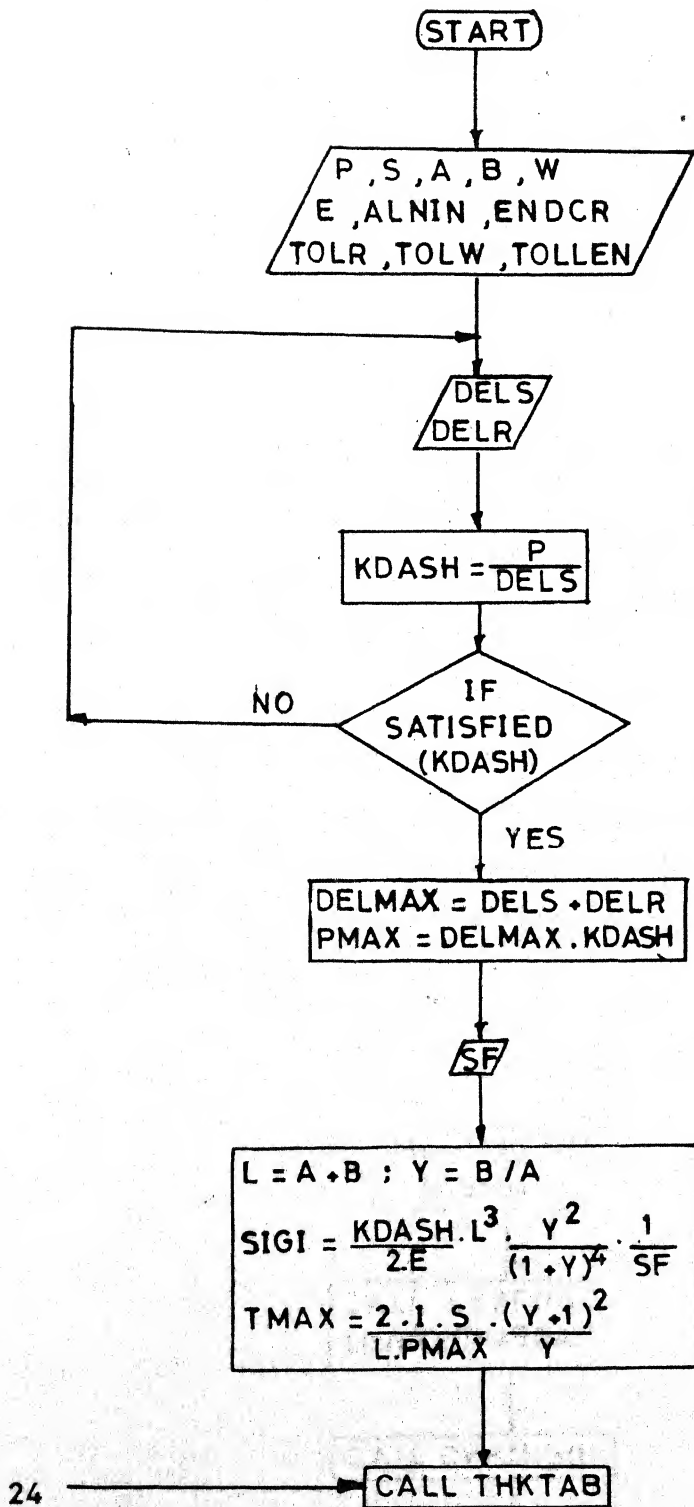 START
P , S , A , B , W
E , ALNIN , ENDCR
TOLR , TOLW , TOLLEN
DELS
DELR
KDASH = P / DELS
IF
SATISFIED
(KDASH)
NO
YES
DELMAX = DELS + DELR
PMAX = DELMAX . KDASH
SF
L = A + B ; Y = B / A
SIGI = KDASH / 2.E . L³ . Y² / (1 + Y)⁴ . 1 / SF
TMAX = 2 . I . S / L . PMAX . (Y + 1)² / Y
24
CALL THKTAB